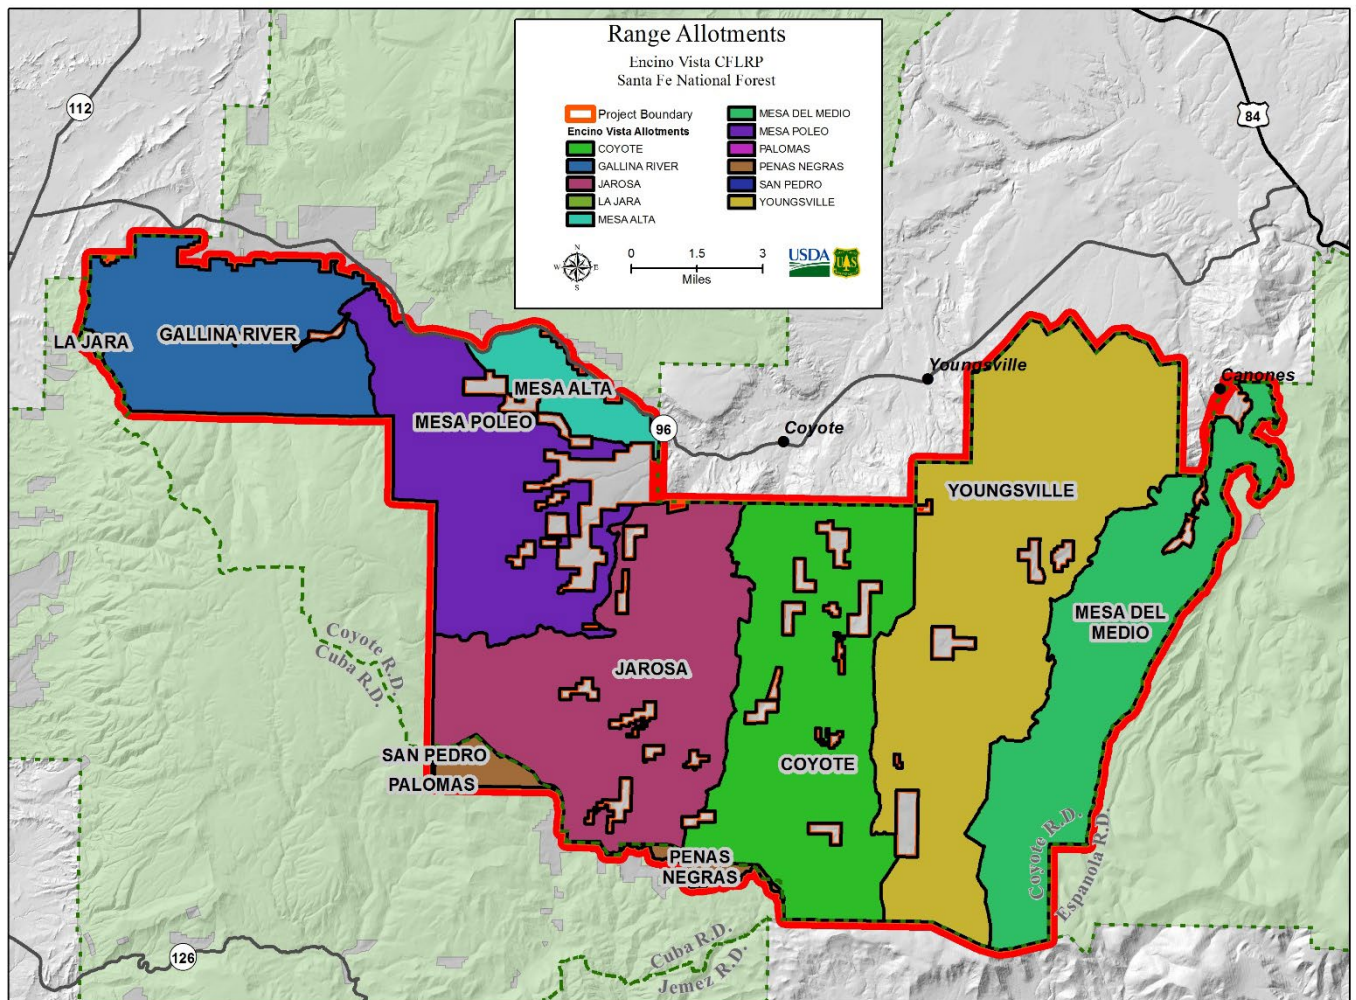 Range Allotments
Encino Vista CFLRP
Santa Fe National Forest
Project Boundary
Encino Vista Allotments
COYOTE
GALLINA RIVER
JAROSA
LA JARA
MESA ALTA
MESA DEL MEDIO
MESA POLEO
PALOMAS
PENAS NEGRAS
SAN PEDRO
YOUNGSVILLE
N
W E
S
0 1.5 3
Miles
USDA
112
84
LA JARA
GALLINA RIVER
MESA ALTA
MESA POLEO
96
Coyote
Youngsville
Canones
YOUNGSVILLE
MESA DEL
MEDIO
Coyote R.D.
Cuba R.D.
JAROSA
SAN PEDRO
PALOMAS
COYOTE
PENAS
NEGRAS
Coyote R.D.
Espanola R.D.
Cuba R.D.
Jemez R.D.
126